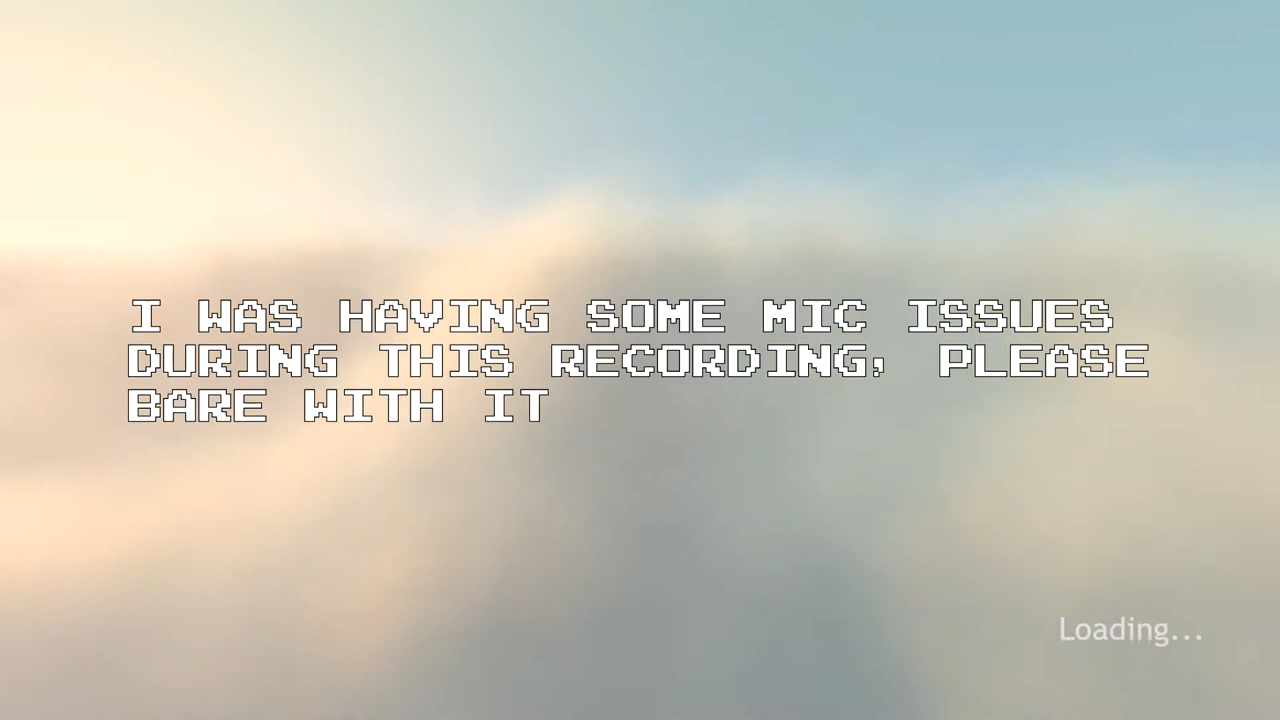 I WAS HAVING SOME MIC ISSUES
DURING THIS RECORDING, PLEASE
BARE WITH IT
Loading...